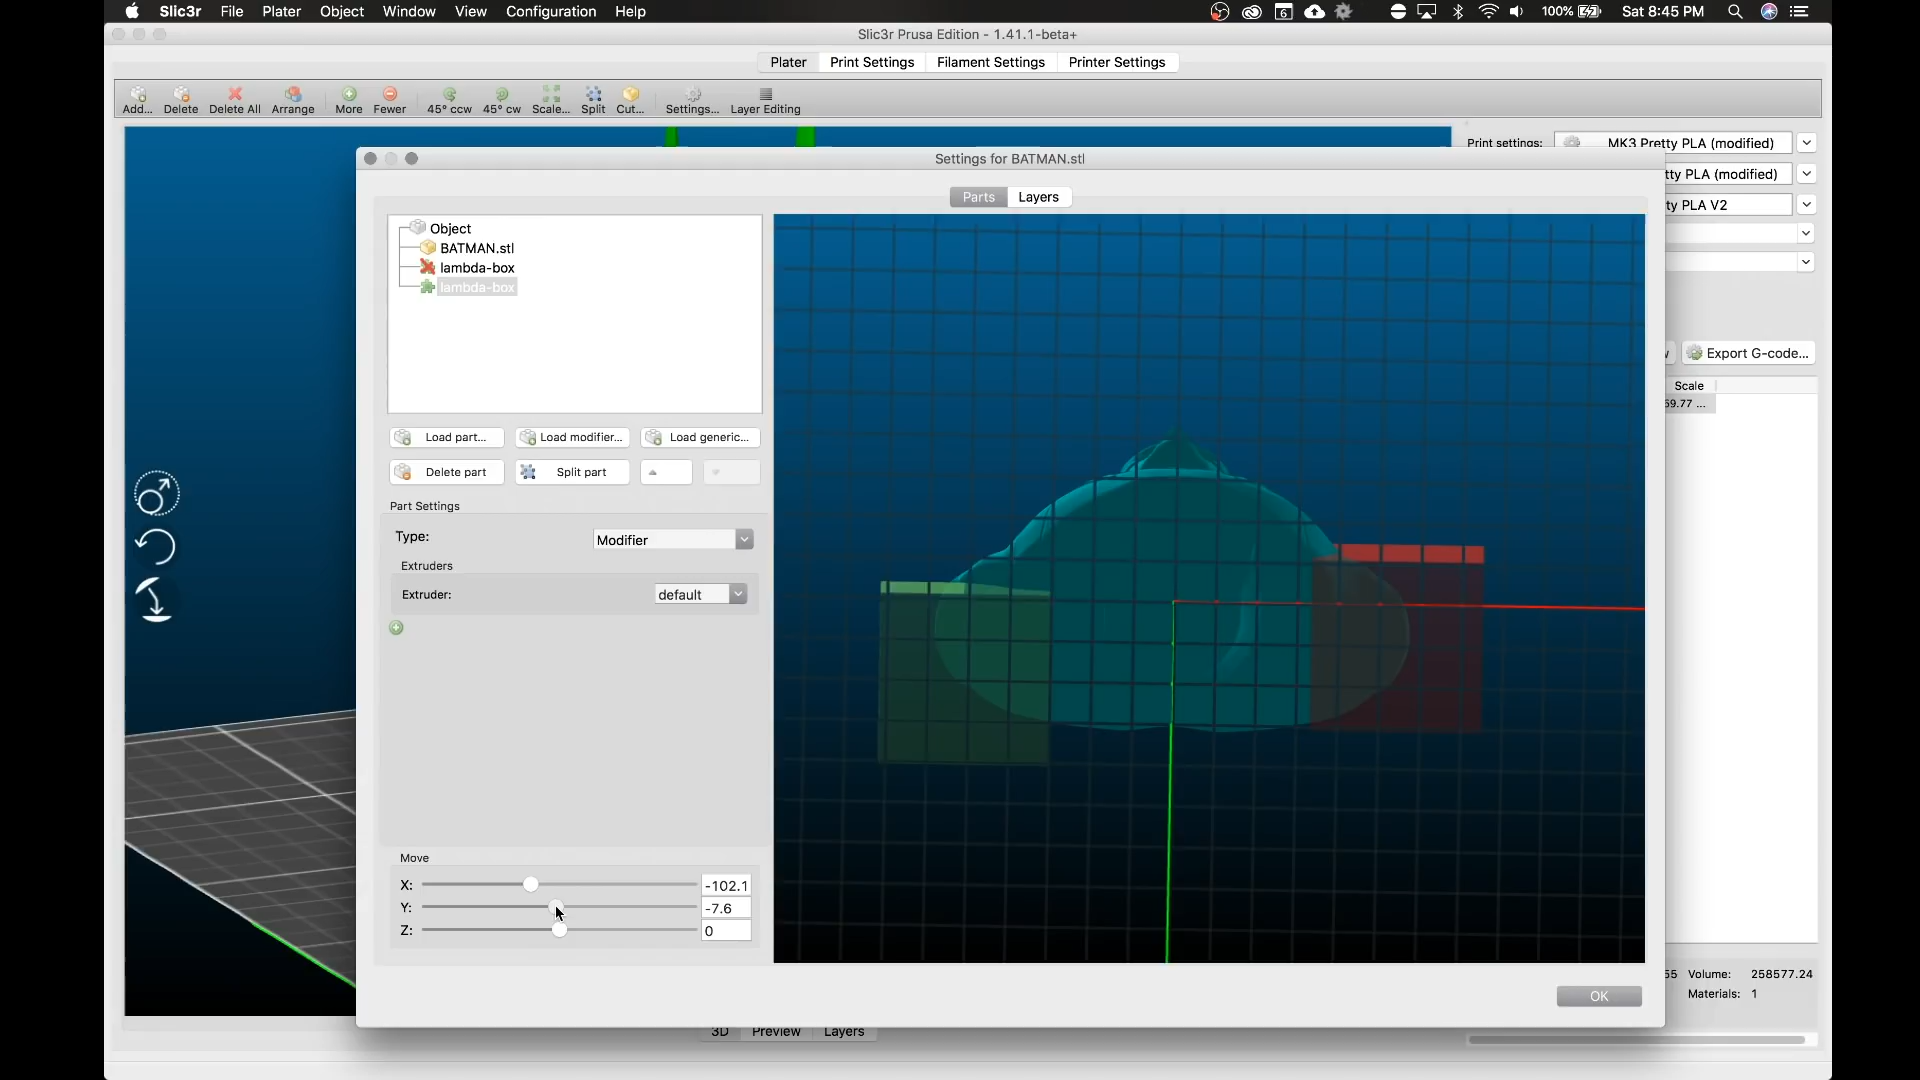 Slic3r File Plater Object Window View Configuration Help 6 100% Sat 8:45 PM
Slic3r Prusa Edition - 1.41.1-beta+
Plater Print Settings Filament Settings Printer Settings
Add... Delete Delete All Arrange More Fewer 45° ccw 45° cw Scale... Split Cut... Settings... Layer Editing
Print settings: MK3 Pretty PLA (modified)
Settings for BATMAN.stl
tty PLA (modified)
Parts Layers
ty PLA V2
Object
BATMAN.stl
lambda-box
lambda-box
Export G-code...
Scale
59.77 ...
Load part... Load modifier... Load generic...
Delete part Split part
Part Settings
Type: Modifier
Extruders
Extruder: default
Move
X: -102.1
Y: -7.6
Z: 0
55 Volume: 258577.24
Materials: 1
OK
3D Preview Layers